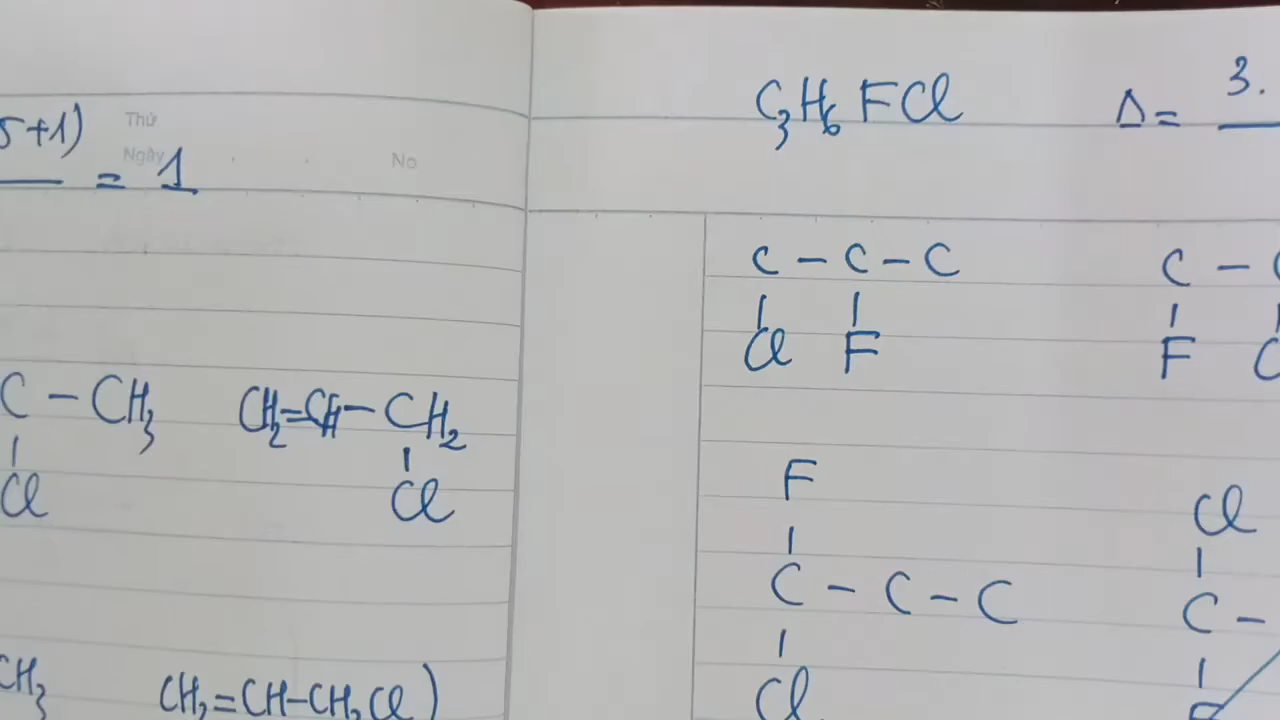 5+1)
Thứ
Ngày
No
= 1
C - CH3
Cl
CH2=CH-CH2
Cl
CH3
CH2=CH-CH2Cl)
C3H6FCl
Δ= 3.
C - C - C
Cl F
C -
F
F
C - C - C
Cl
Cl
C -